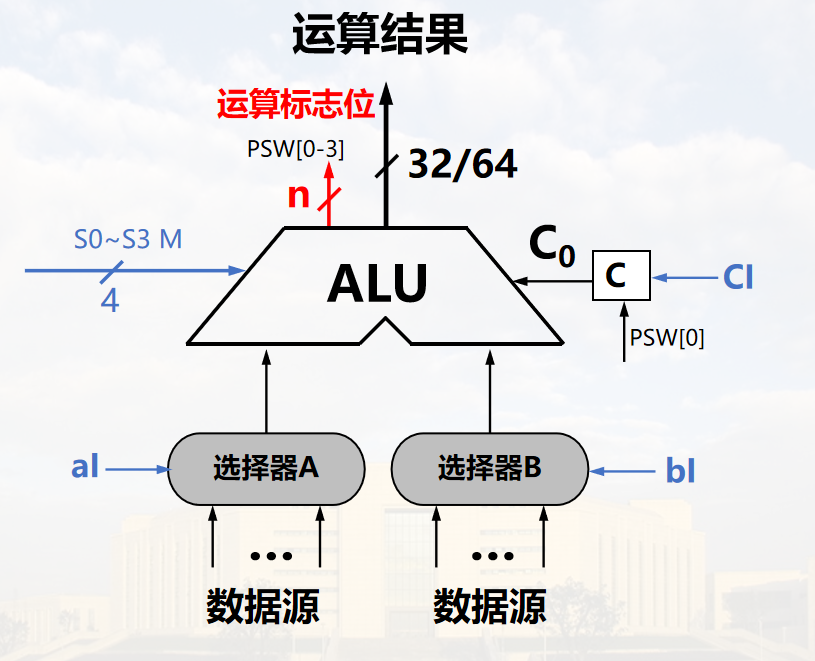 运算结果
运算标志位
PSW[0-3]
n
32/64
S0~S3 M
4
ALU
C0
C
CI
PSW[0]
aI
选择器A
选择器B
bI
...
...
数据源
数据源